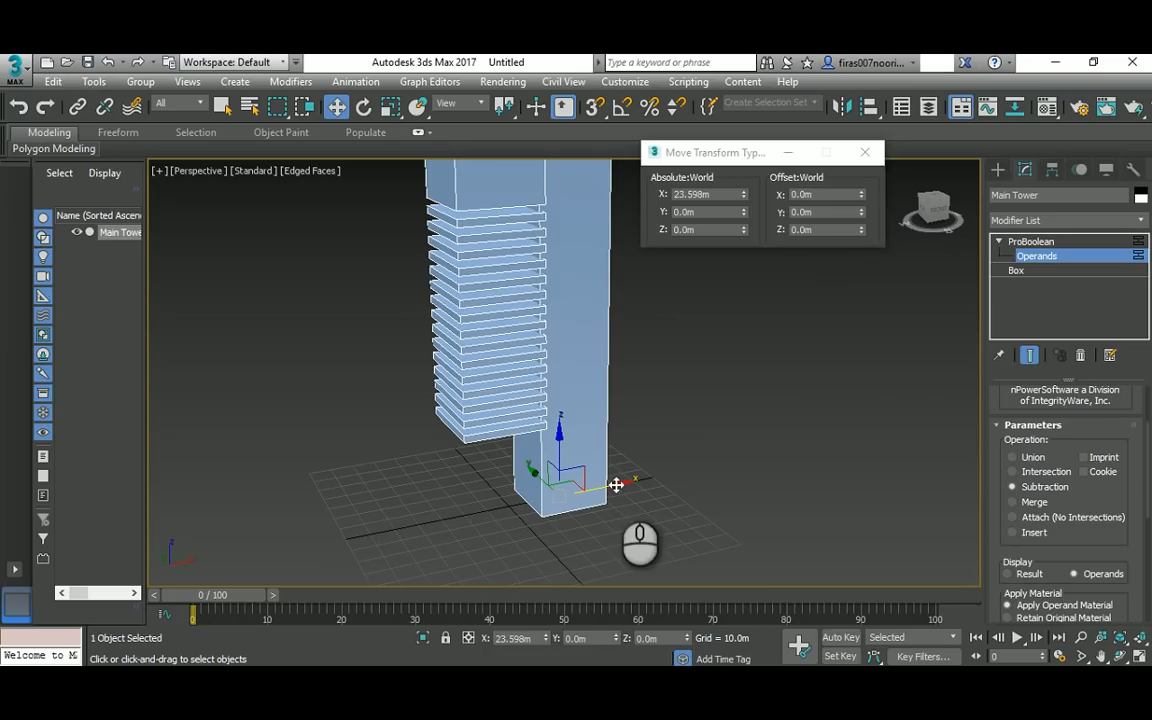 3
MAX
Workspace: Default
Autodesk 3ds Max 2017 Untitled
Type a keyword or phrase
firas007noori...
Edit Tools Group Views Create Modifiers Animation Graph Editors Rendering Civil View Customize Scripting Content Help
All
View
Create Selection Set
Modeling Freeform Selection Object Paint Populate
Polygon Modeling
Select Display
Name (Sorted Ascen
Main Tower
[+] [Perspective] [Standard] [Edged Faces]
3 Move Transform Typ...
Absolute:World Offset:World
X: 23.598m X: 0.0m
Y: 0.0m Y: 0.0m
Z: 0.0m Z: 0.0m
Main Tower
Modifier List
ProBoolean
Operands
Box
nPowerSoftware a Division
of IntegrityWare, Inc.
Parameters
Operation:
Union Imprint
Intersection Cookie
Subtraction
Merge
Attach (No Intersections)
Insert
Display
Result Operands
Apply Material
Apply Operand Material
Retain Original Material
z
x
y
z
0 / 100
0 10 20 30 40 50 60 70 80 90 100
1 Object Selected
X: 23.598m Y: 0.0m Z: 0.0m Grid = 10.0m
Auto Key Selected
Welcome to M
Click or click-and-drag to select objects
Add Time Tag
Set Key Key Filters...
0